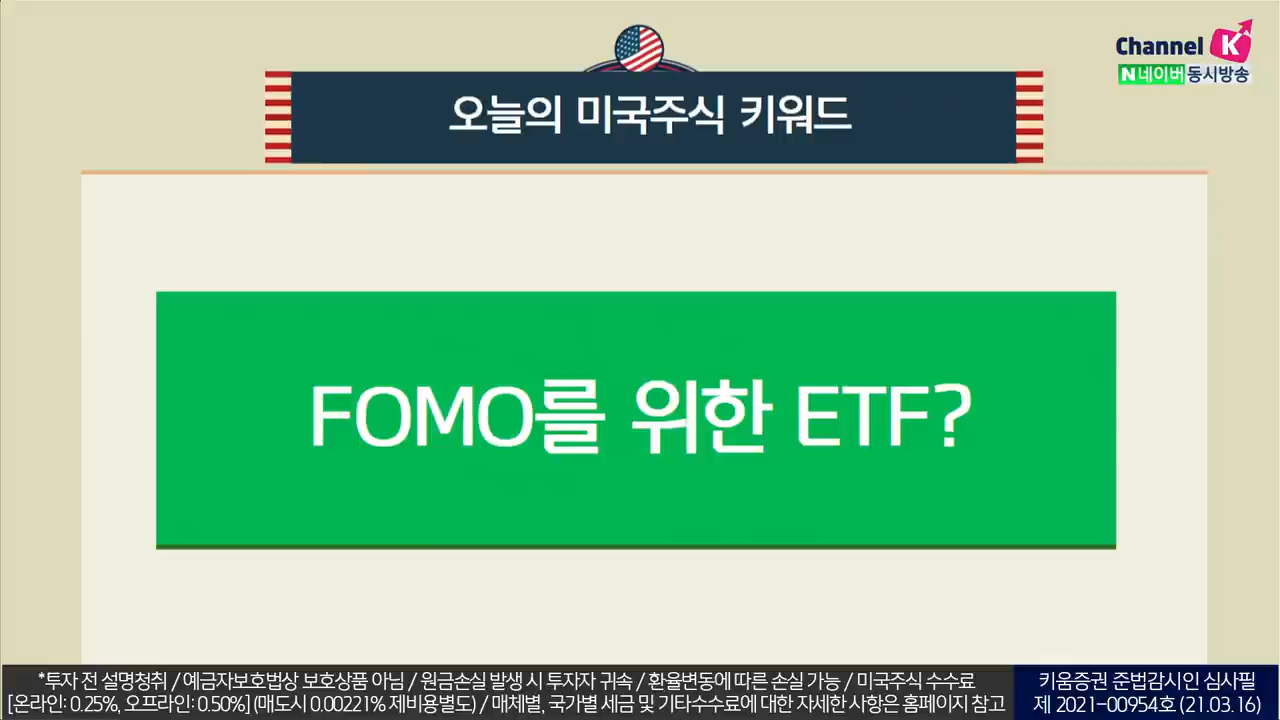 Channel K
N 네이버 동시방송
오늘의 미국주식 키워드
FOMO를 위한 ETF?
*투자 전 설명청취 / 예금자보호법상 보호상품 아님 / 원금손실 발생 시 투자자 귀속 / 환율변동에 따른 손실 가능 / 미국주식 수수료
[온라인: 0.25%, 오프라인: 0.50%] (매도시 0.00221% 제비용별도) / 매체별, 국가별 세금 및 기타수수료에 대한 자세한 사항은 홈페이지 참고
키움증권 준법감시인 심사필
제 2021-00954호 (21.03.16)